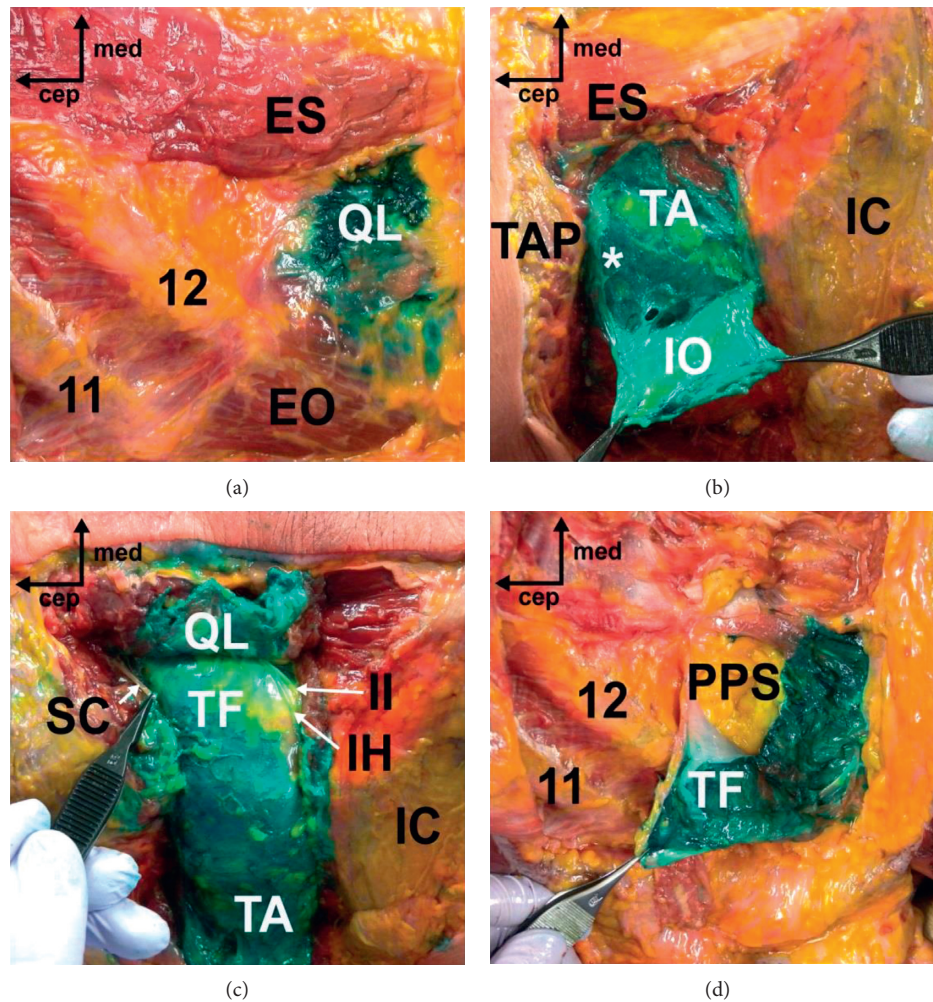 med
cep
ES
QL
12
11
EO
(a)
med
cep
ES
TA
IC
TAP
*
IO
(b)
med
cep
QL
SC
TF
II
IH
IC
TA
(c)
med
cep
12
PPS
11
TF
(d)